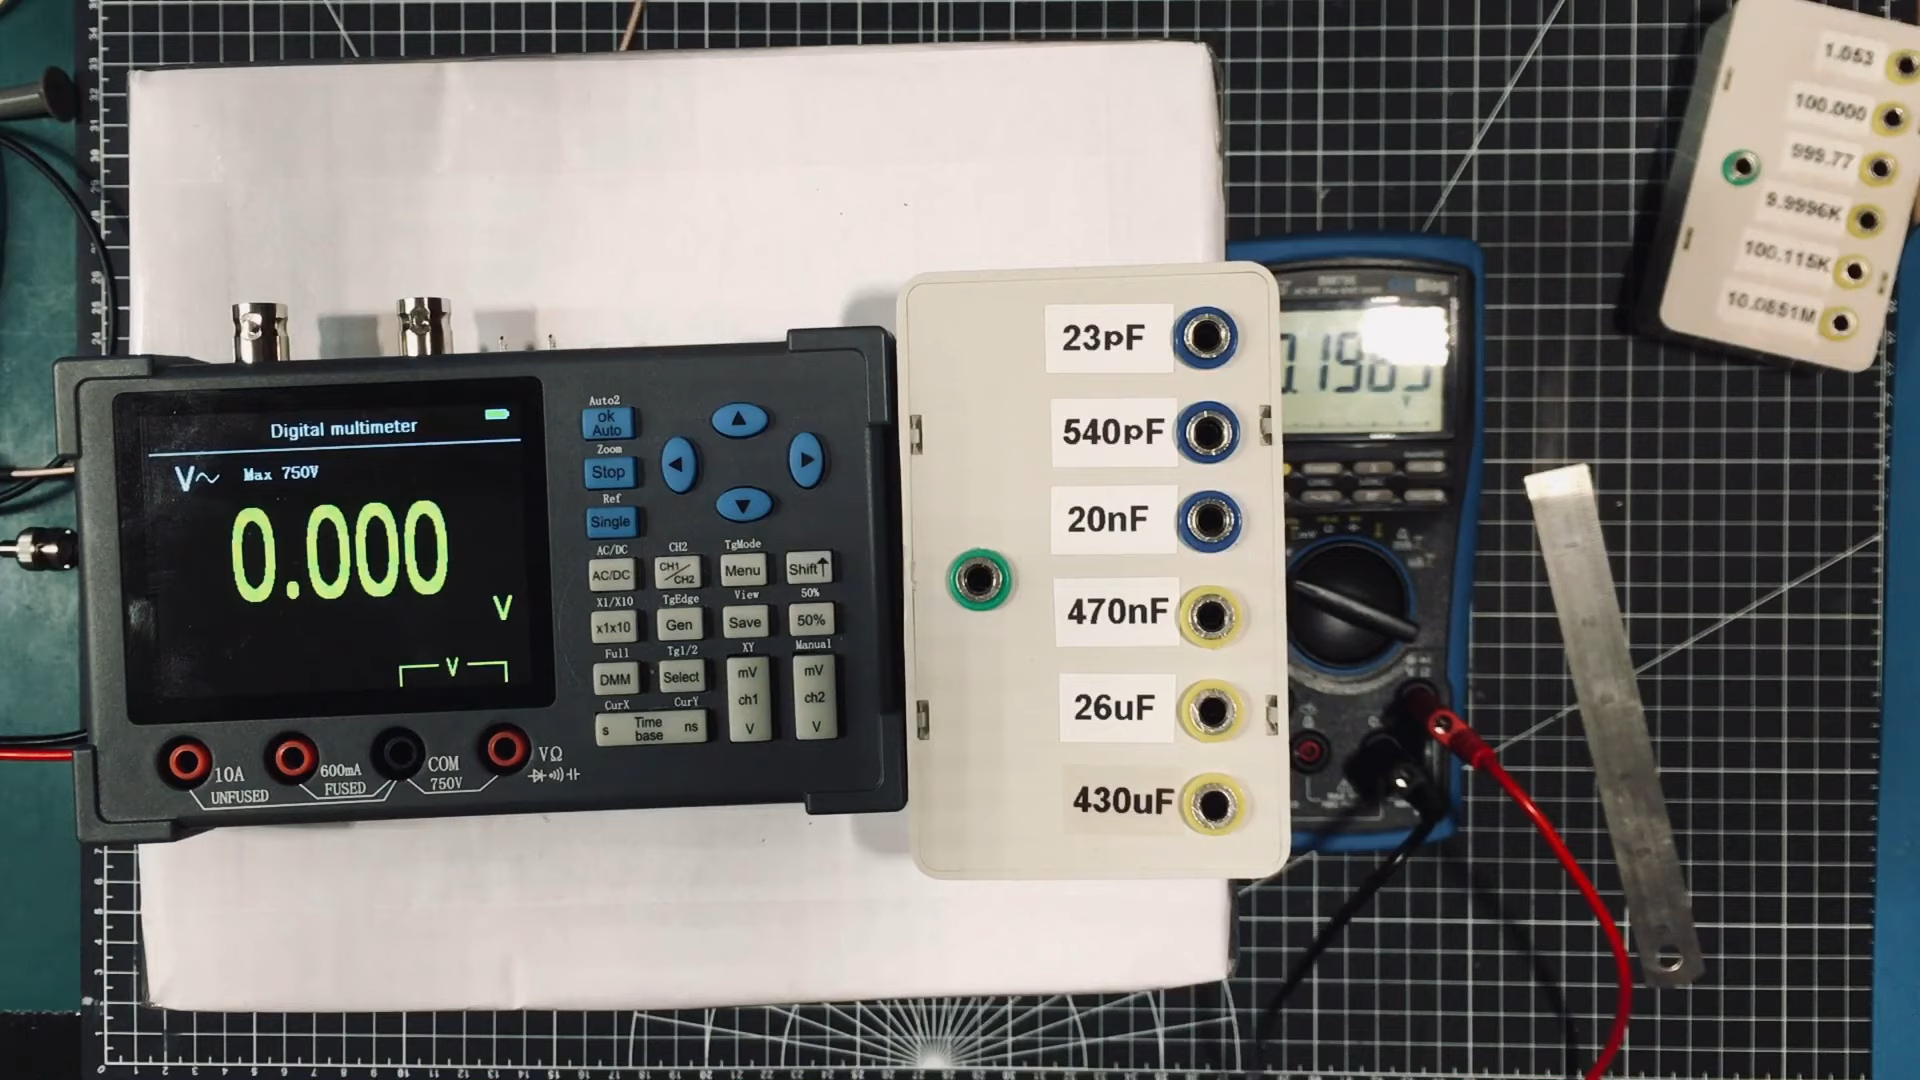 Digital multimeter
V~ Max 750V
0.000
V
V
10A
UNFUSED
600mA
FUSED
COM
750V
VΩ
Auto2
ok
Auto
Zoom
Stop
Ref
Single
AC/DC
CH2
TgMode
AC/DC
CH1/CH2
Menu
Shift↑
X1/X10
TgEdge
View
50%
x1x10
Gen
Save
50%
Full
Tg1/2
XY
Manual
DMM
Select
mV
ch1
V
mV
ch2
V
CurX
CurY
s
Time
base
ns
23pF
540pF
20nF
470nF
26uF
430uF
1.053
100.000
999.77
9.9996K
100.115K
10.0851M